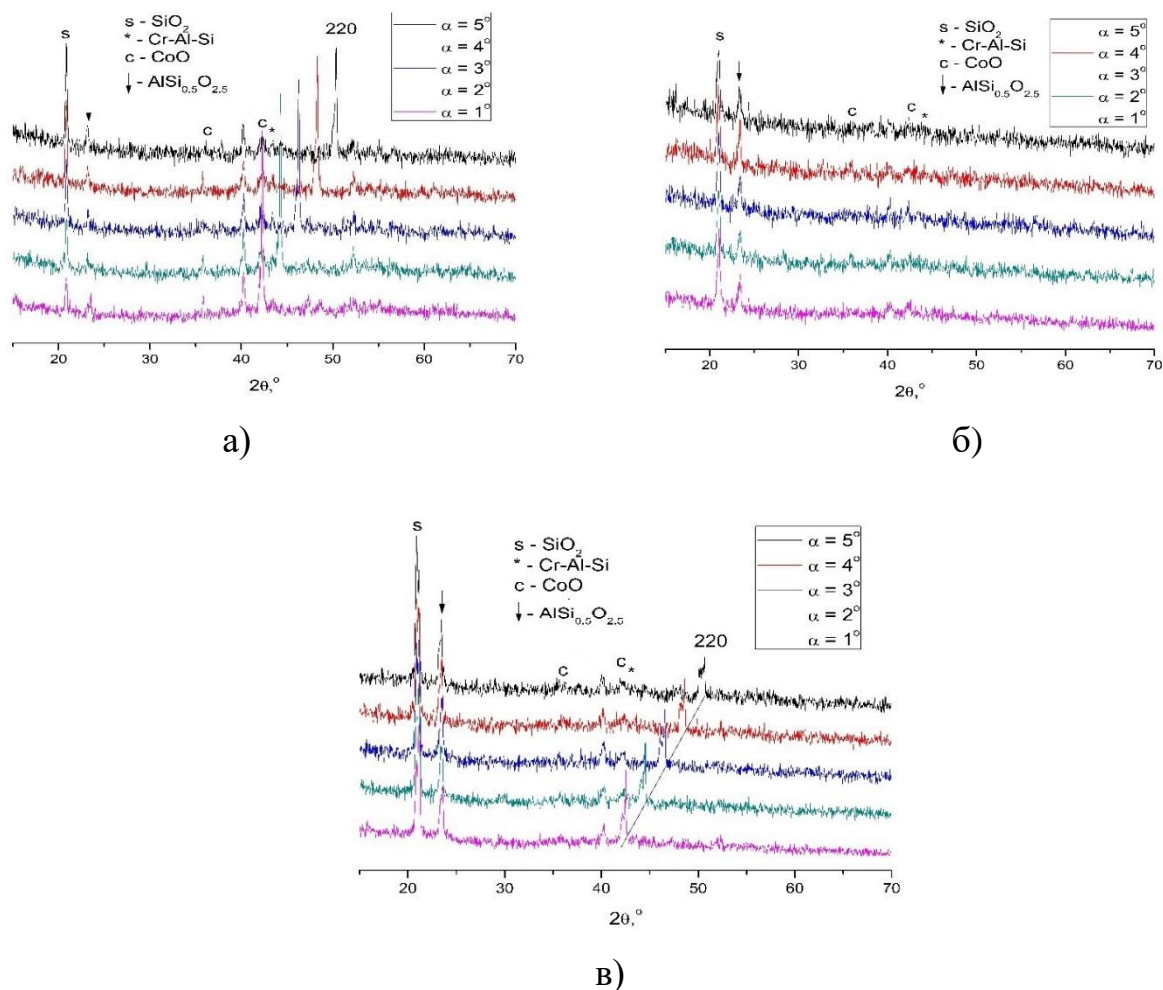 s - SiO₂
* - Cr-Al-Si
c - CoO
↓ - AlSi₀.₅O₂.₅
α = 5°
α = 4°
α = 3°
α = 2°
α = 1°
s
c
c *
220
20 30 40 50 60 70
2θ,°
а)
s - SiO₂
* - Cr-Al-Si
c - CoO
↓ - AlSi₀.₅O₂.₅
α = 5°
α = 4°
α = 3°
α = 2°
α = 1°
s
c
c *
20 30 40 50 60 70
2θ,°
б)
s - SiO₂
* - Cr-Al-Si
c - CoO
↓ - AlSi₀.₅O₂.₅
α = 5°
α = 4°
α = 3°
α = 2°
α = 1°
s
c
c *
220
20 30 40 50 60 70
2θ,°
в)